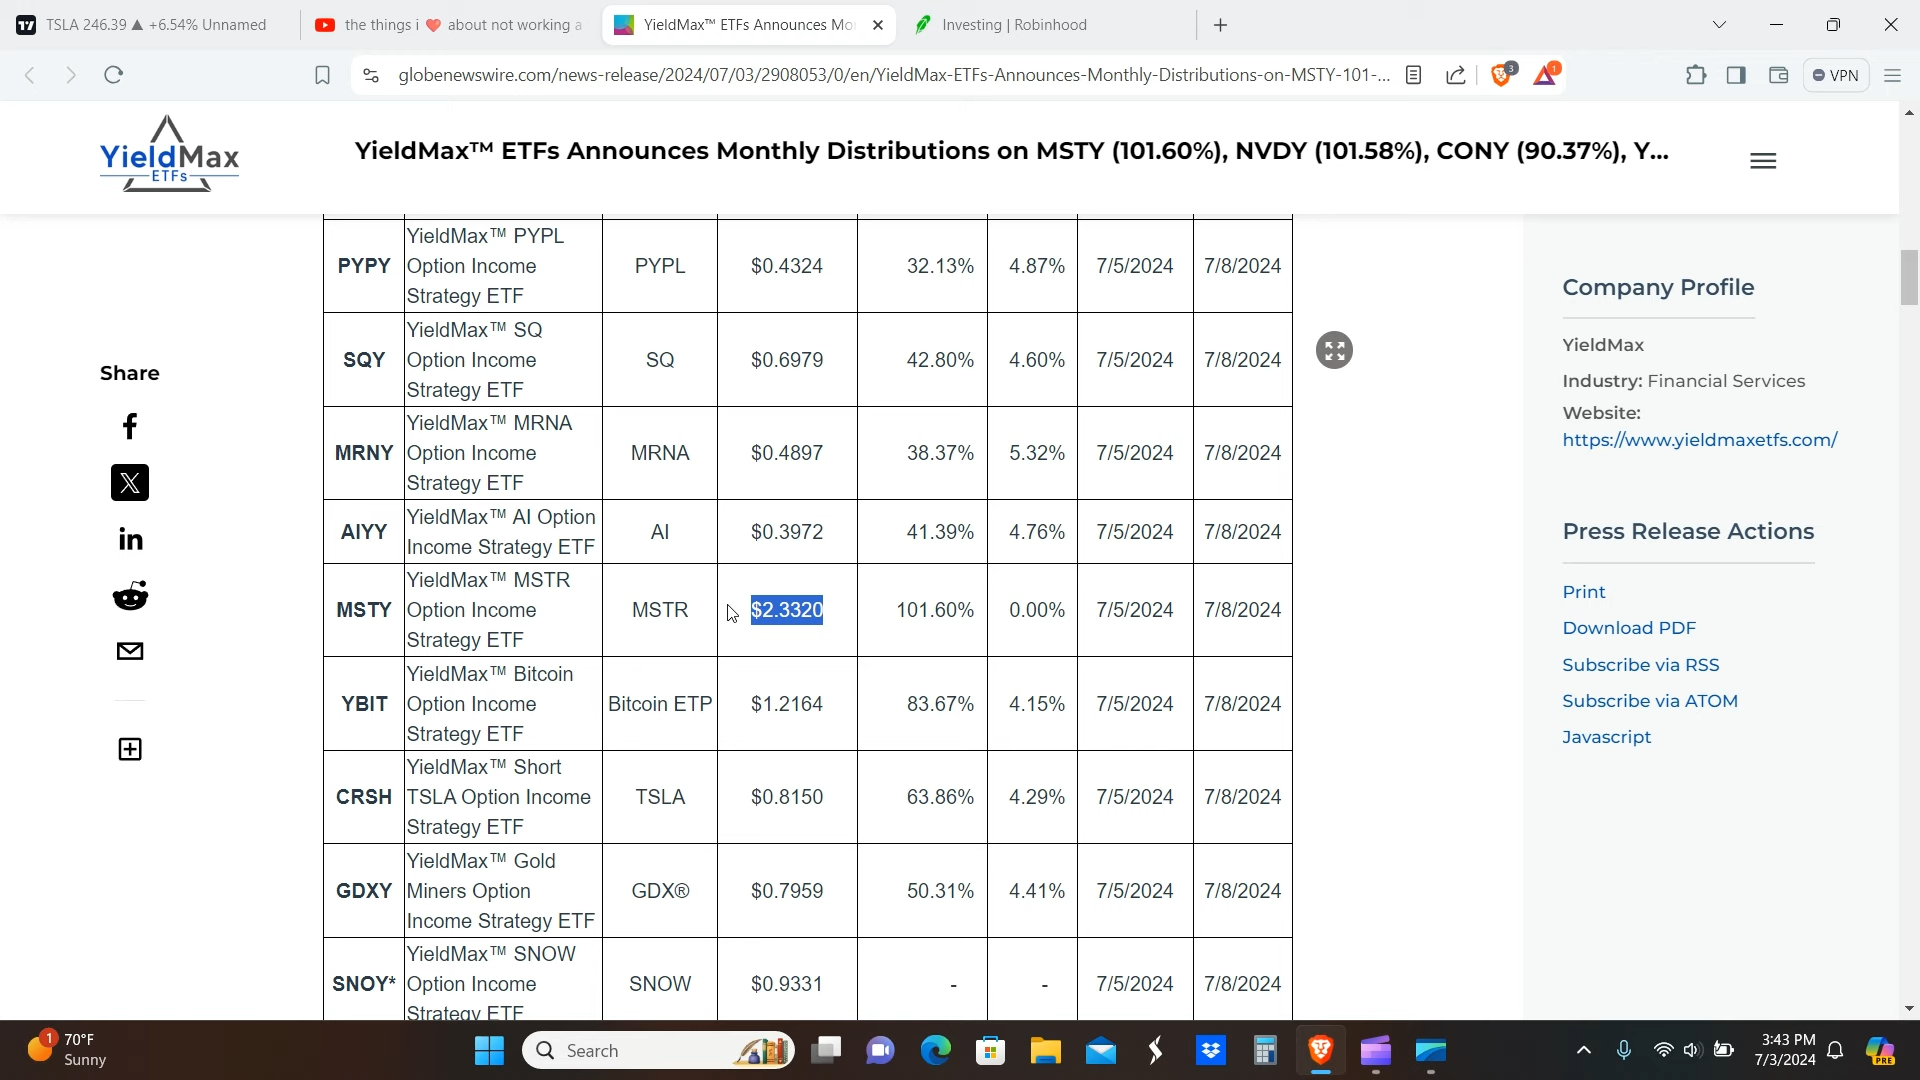 TSLA 246.39 ▲ +6.54% Unnamed
the things i ❤ about not working a
YieldMax™ ETFs Announces Mo
Investing | Robinhood
globenewswire.com/news-release/2024/07/03/2908053/0/en/YieldMax-ETFs-Announces-Monthly-Distributions-on-MSTY-101-...
3
1
VPN
YieldMax
ETFs
YieldMax™ ETFs Announces Monthly Distributions on MSTY (101.60%), NVDY (101.58%), CONY (90.37%), Y...
Share
PYPY
YieldMax™ PYPL
Option Income
Strategy ETF
PYPL
$0.4324
32.13%
4.87%
7/5/2024
7/8/2024
SQY
YieldMax™ SQ
Option Income
Strategy ETF
SQ
$0.6979
42.80%
4.60%
7/5/2024
7/8/2024
MRNY
YieldMax™ MRNA
Option Income
Strategy ETF
MRNA
$0.4897
38.37%
5.32%
7/5/2024
7/8/2024
AIYY
YieldMax™ AI Option
Income Strategy ETF
AI
$0.3972
41.39%
4.76%
7/5/2024
7/8/2024
MSTY
YieldMax™ MSTR
Option Income
Strategy ETF
MSTR
$2.3320
101.60%
0.00%
7/5/2024
7/8/2024
YBIT
YieldMax™ Bitcoin
Option Income
Strategy ETF
Bitcoin ETP
$1.2164
83.67%
4.15%
7/5/2024
7/8/2024
CRSH
YieldMax™ Short
TSLA Option Income
Strategy ETF
TSLA
$0.8150
63.86%
4.29%
7/5/2024
7/8/2024
GDXY
YieldMax™ Gold
Miners Option
Income Strategy ETF
GDX®
$0.7959
50.31%
4.41%
7/5/2024
7/8/2024
SNOY*
YieldMax™ SNOW
Option Income
Strategy ETF
SNOW
$0.9331
-
-
7/5/2024
7/8/2024
Company Profile
YieldMax
Industry: Financial Services
Website:
https://www.yieldmaxetfs.com/
Press Release Actions
Print
Download PDF
Subscribe via RSS
Subscribe via ATOM
Javascript
1
70°F
Sunny
Search
3:43 PM
7/3/2024
PRE